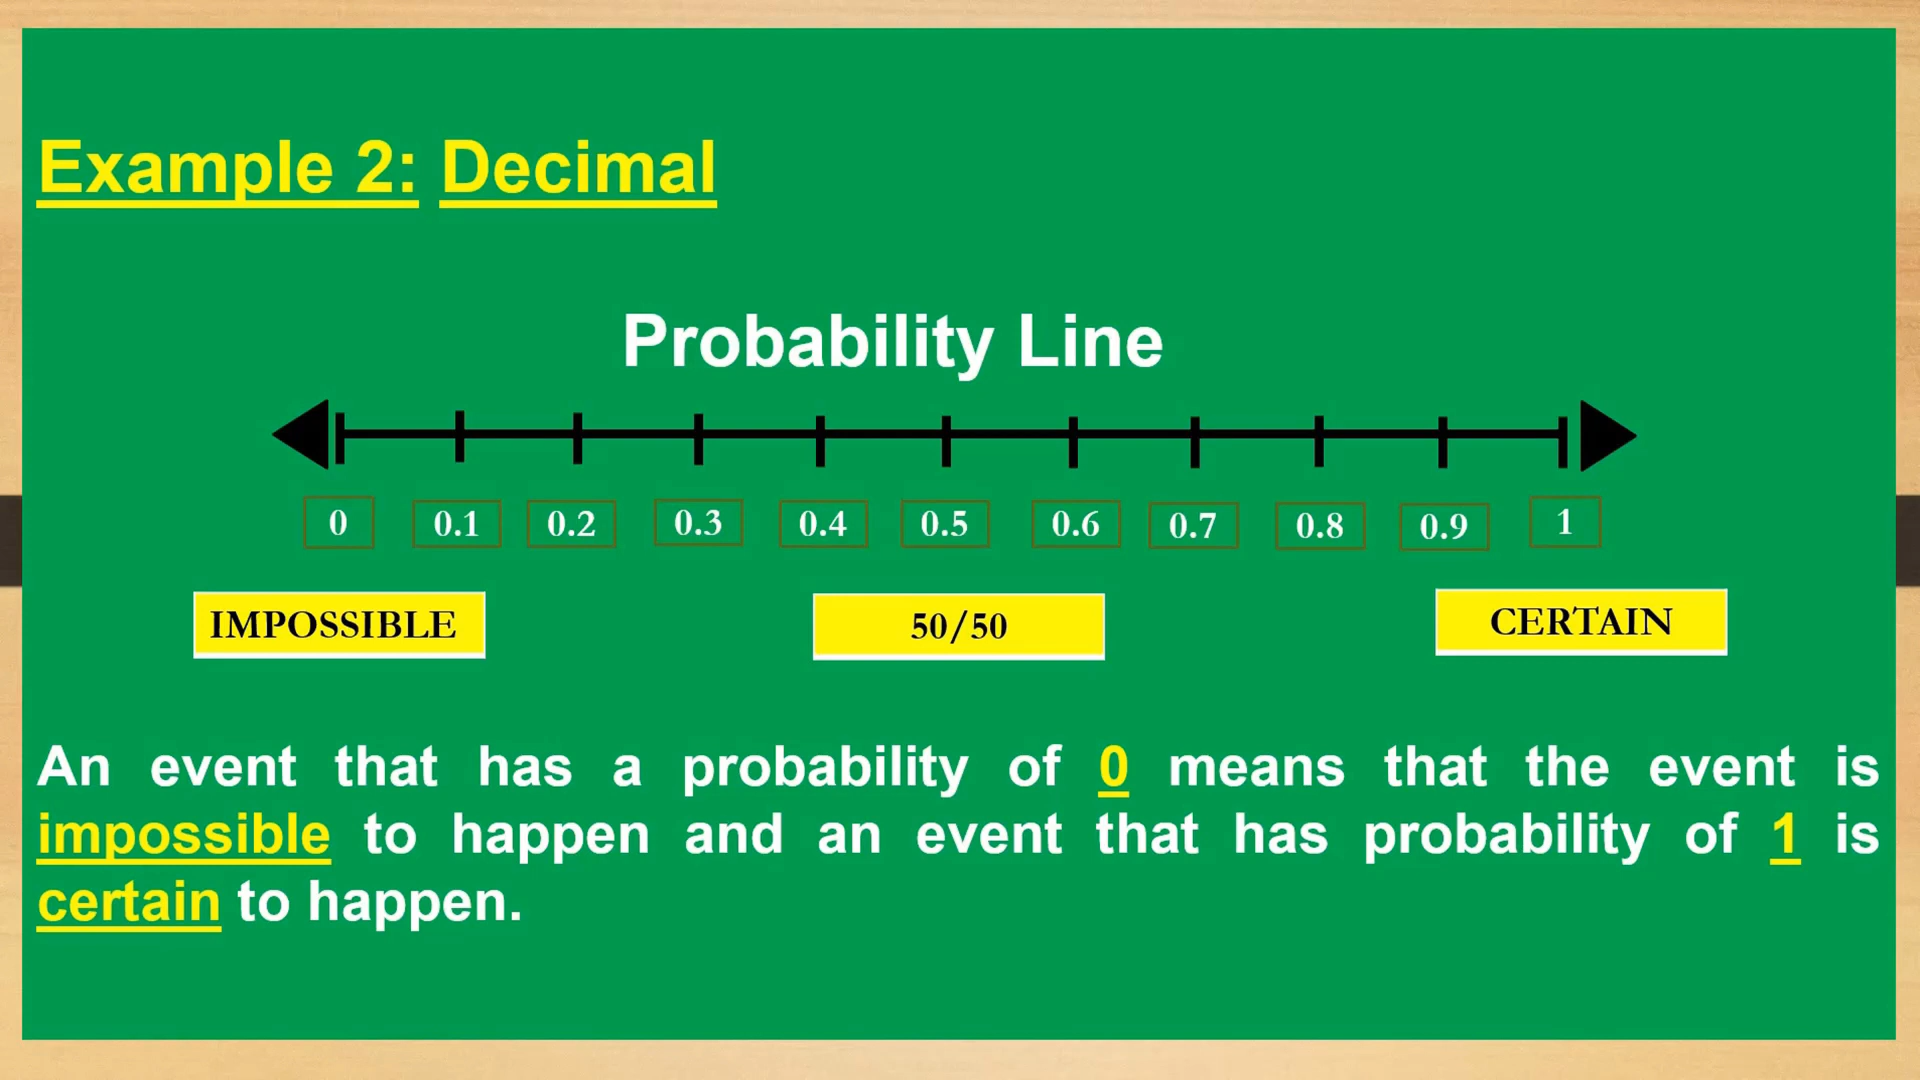 Example 2: Decimal
Probability Line
0 0.1 0.2 0.3 0.4 0.5 0.6 0.7 0.8 0.9 1
IMPOSSIBLE 50/50 CERTAIN
An event that has a probability of 0 means that the event is
impossible to happen and an event that has probability of 1 is
certain to happen.